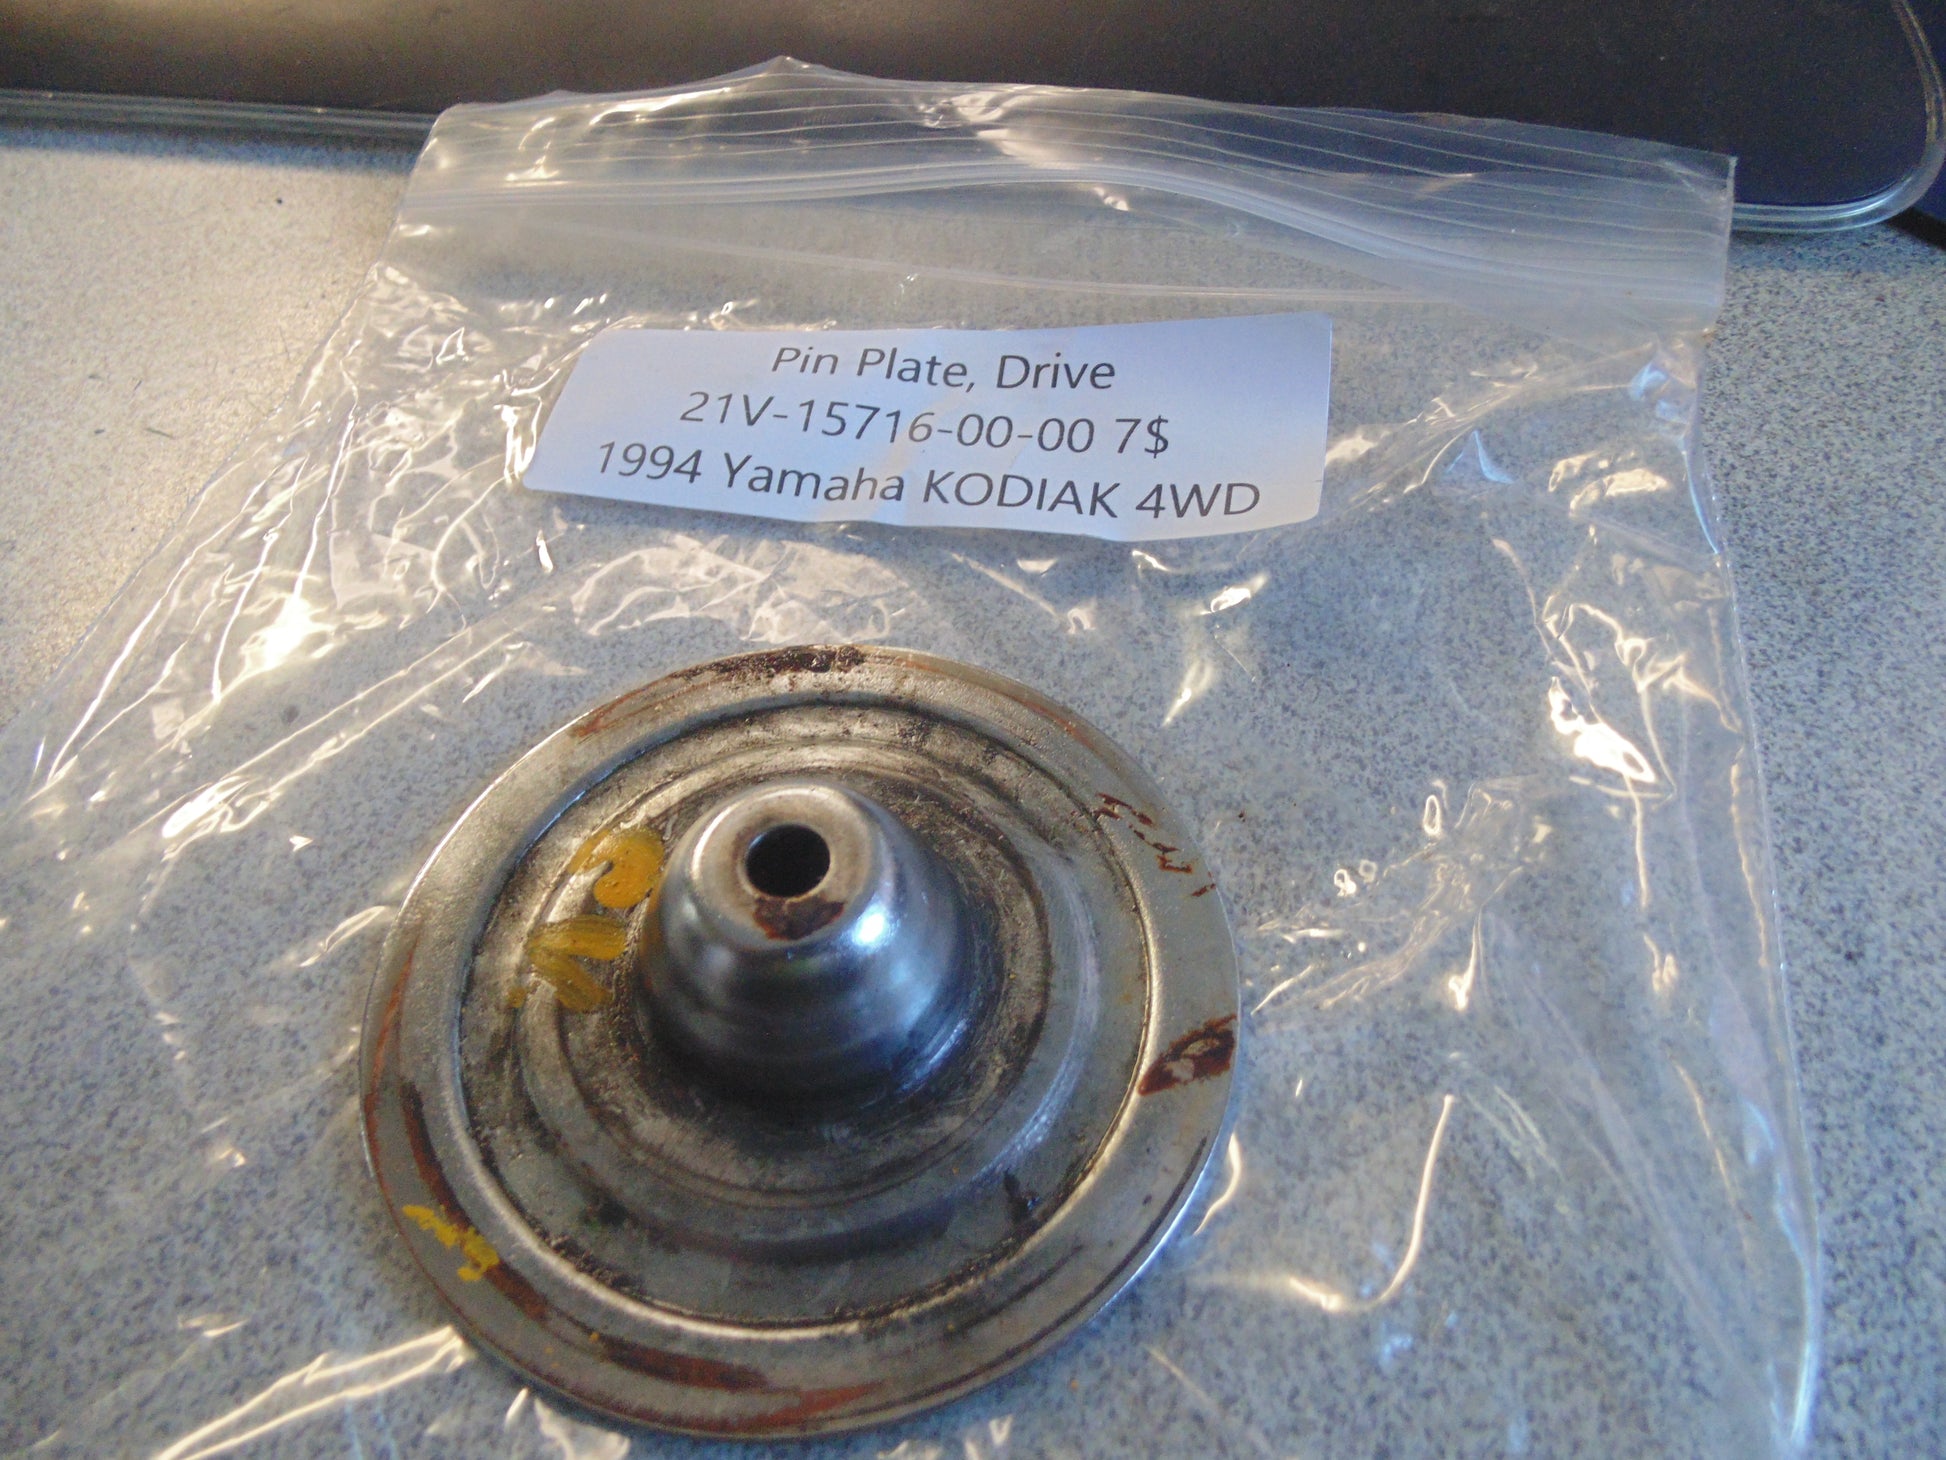 Pin Plate, Drive
21V-15716-00-00 7$
1994 Yamaha KODIAK 4WD